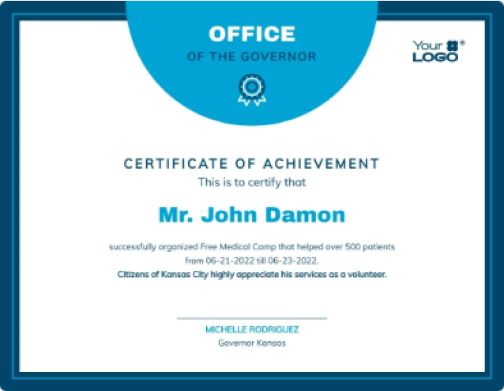 OFFICE
OF THE GOVERNOR
Your ®
LOGO
CERTIFICATE OF ACHIEVEMENT
This is to certify that
Mr. John Damon
successfully organized Free Medical Camp that helped over 500 patients
from 06-21-2022 till 06-23-2022.
Citizens of Kansas City highly appreciate his services as a volunteer.
MICHELLE RODRIGUEZ
Governor Kansas